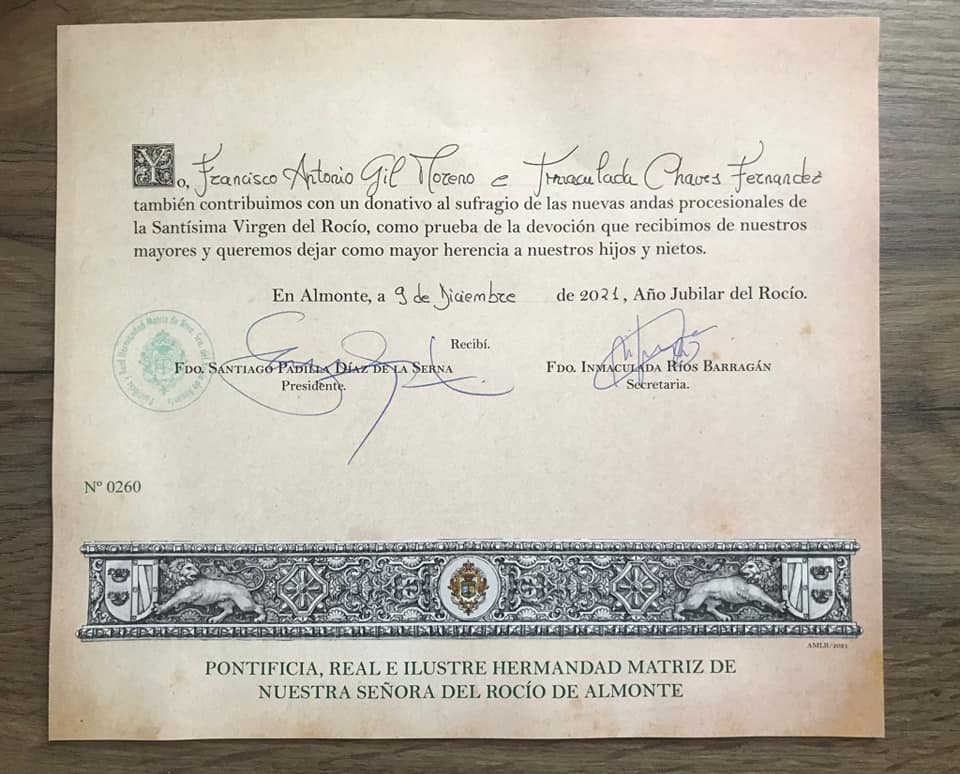 Yo, Francisco Antonio Gil Moreno e Inmaculada Chaves Fernandez
también contribuimos con un donativo al sufragio de las nuevas andas procesionales de
la Santísima Virgen del Rocío, como prueba de la devoción que recibimos de nuestros
mayores y queremos dejar como mayor herencia a nuestros hijos y nietos.
En Almonte, a 9 de Diciembre de 2021, Año Jubilar del Rocío.
Recibí.
FDO. SANTIAGO PADILLA DÍAZ DE LA SERNA
Presidente.
FDO. INMACULADA RÍOS BARRAGÁN
Secretaria.
Nº 0260
AMLR/2021
PONTIFICIA, REAL E ILUSTRE HERMANDAD MATRIZ DE
NUESTRA SEÑORA DEL ROCÍO DE ALMONTE